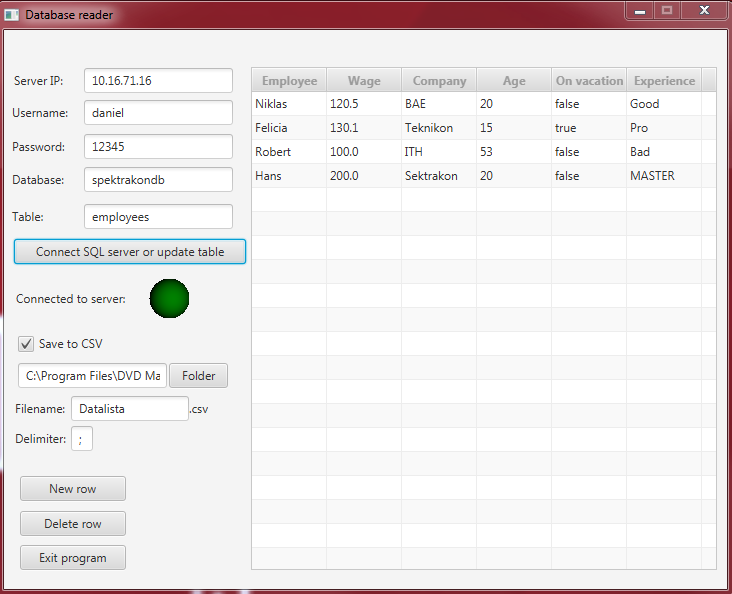 Database reader
Server IP: 10.16.71.16
Username: daniel
Password: 12345
Database: spektrakondb
Table: employees
Connect SQL server or update table
Connected to server:
Save to CSV
C:\Program Files\DVD Ma Folder
Filename: Datalista .csv
Delimiter: ;
New row
Delete row
Exit program
Employee Wage Company Age On vacation Experience
Niklas 120.5 BAE 20 false Good
Felicia 130.1 Teknikon 15 true Pro
Robert 100.0 ITH 53 false Bad
Hans 200.0 Sektrakon 20 false MASTER